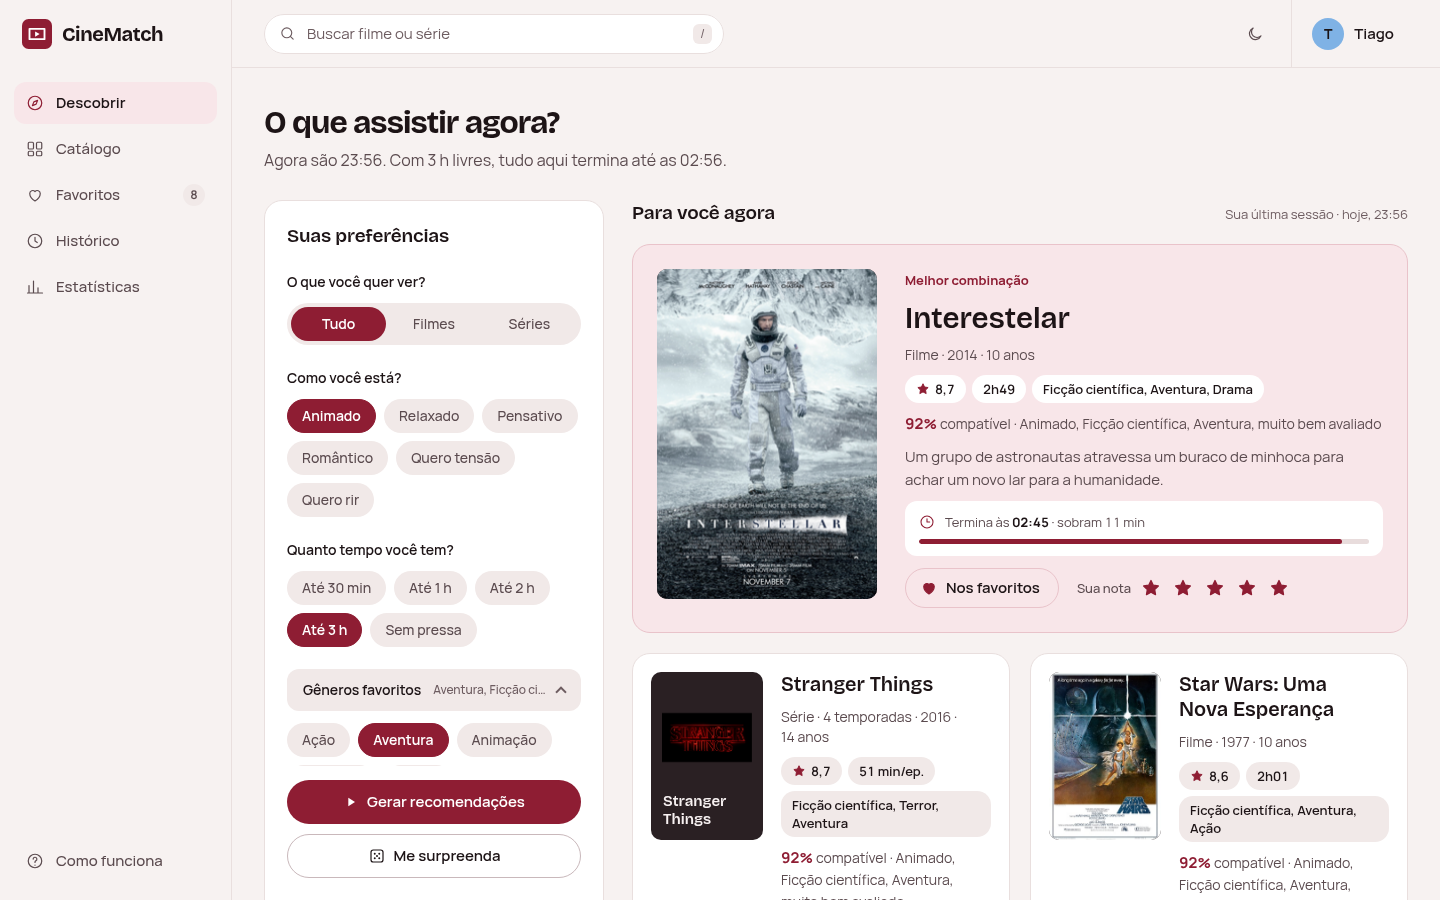 CineMatch
Buscar filme ou série
/
T
Tiago
Descobrir
Catálogo
Favoritos
8
Histórico
Estatísticas
Como funciona
O que assistir agora?
Agora são 23:56. Com 3 h livres, tudo aqui termina até as 02:56.
Suas preferências
O que você quer ver?
Tudo
Filmes
Séries
Como você está?
Animado
Relaxado
Pensativo
Romântico
Quero tensão
Quero rir
Quanto tempo você tem?
Até 30 min
Até 1 h
Até 2 h
Até 3 h
Sem pressa
Gêneros favoritos
Aventura, Ficção ci...
Ação
Aventura
Animação
Gerar recomendações
Me surpreenda
Para você agora
Sua última sessão · hoje, 23:56
INTERSTELLAR
NOVEMBER 7
Melhor combinação
Interestelar
Filme · 2014 · 10 anos
8,7
2h49
Ficção científica, Aventura, Drama
92% compatível · Animado, Ficção científica, Aventura, muito bem avaliado
Um grupo de astronautas atravessa um buraco de minhoca para
achar um novo lar para a humanidade.
Termina às 02:45 · sobram 11 min
Nos favoritos
Sua nota
STRANGER
THINGS
Stranger
Things
Stranger Things
Série · 4 temporadas · 2016 ·
14 anos
8,7
51 min/ep.
Ficção científica, Terror,
Aventura
92% compatível · Animado,
Ficção científica, Aventura,
muito bem avaliado
STAR
WARS
Star Wars: Uma
Nova Esperança
Filme · 1977 · 10 anos
8,6
2h01
Ficção científica, Aventura,
Ação
92% compatível · Animado,
Ficção científica, Aventura,